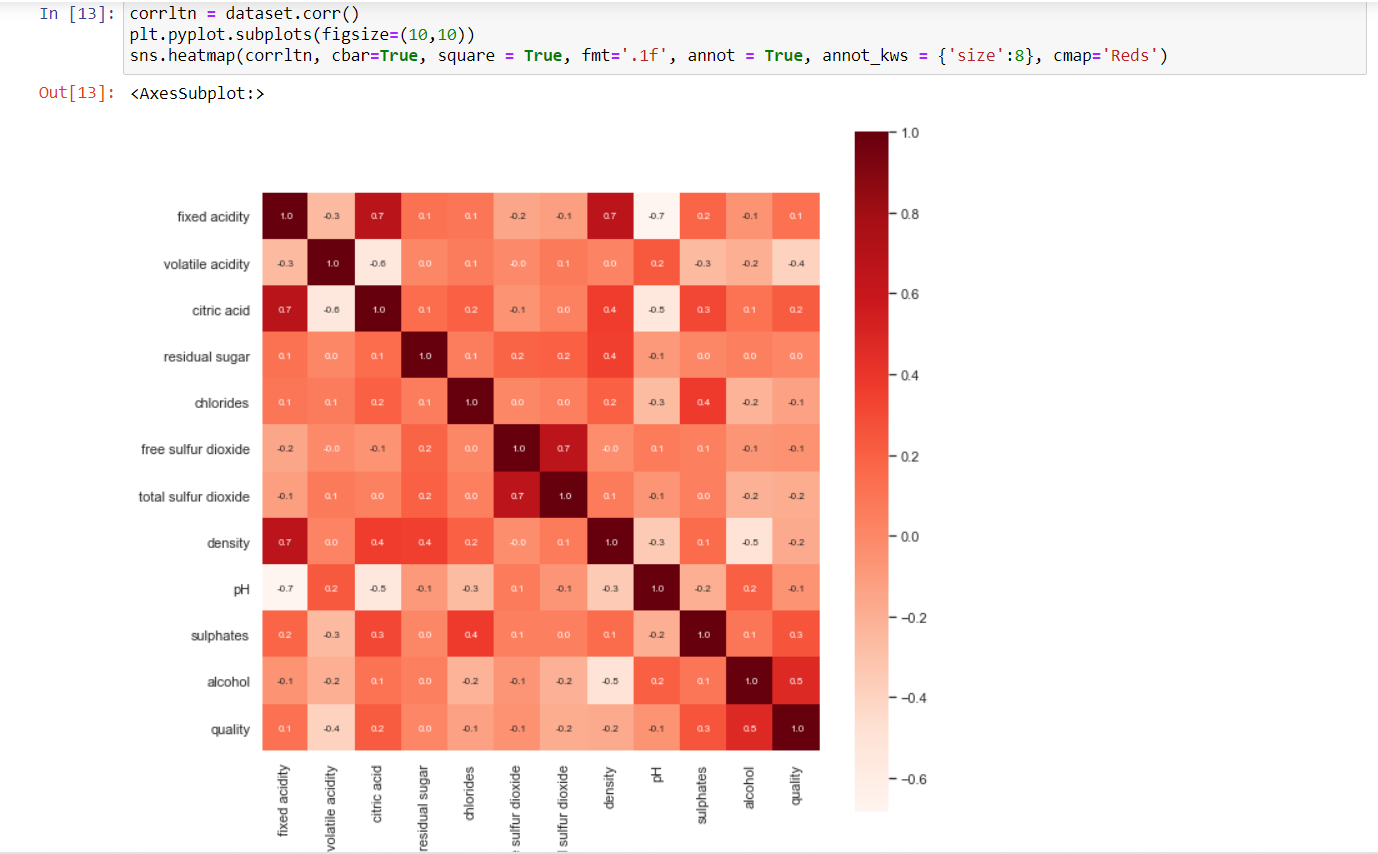 In [13]: corrltn = dataset.corr()
plt.pyplot.subplots(figsize=(10,10))
sns.heatmap(corrltn, cbar=True, square = True, fmt='.1f', annot = True, annot_kws = {'size':8}, cmap='Reds')
Out[13]: <AxesSubplot:>
fixed acidity 1.0 -0.3 0.7 0.1 0.1 -0.2 -0.1 0.7 -0.7 0.2 -0.1 0.1
volatile acidity -0.3 1.0 -0.6 0.0 0.1 -0.0 0.1 0.0 0.2 -0.3 -0.2 -0.4
citric acid 0.7 -0.6 1.0 0.1 0.2 -0.1 0.0 0.4 -0.5 0.3 0.1 0.2
residual sugar 0.1 0.0 0.1 1.0 0.1 0.2 0.2 0.4 -0.1 0.0 0.0 0.0
chlorides 0.1 0.1 0.2 0.1 1.0 0.0 0.0 0.2 -0.3 0.4 -0.2 -0.1
free sulfur dioxide -0.2 -0.0 -0.1 0.2 0.0 1.0 0.7 -0.0 0.1 0.1 -0.1 -0.1
total sulfur dioxide -0.1 0.1 0.0 0.2 0.0 0.7 1.0 0.1 -0.1 0.0 -0.2 -0.2
density 0.7 0.0 0.4 0.4 0.2 -0.0 0.1 1.0 -0.3 0.1 -0.5 -0.2
pH -0.7 0.2 -0.5 -0.1 -0.3 0.1 -0.1 -0.3 1.0 -0.2 0.2 -0.1
sulphates 0.2 -0.3 0.3 0.0 0.4 0.1 0.0 0.1 -0.2 1.0 0.1 0.3
alcohol -0.1 -0.2 0.1 0.0 -0.2 -0.1 -0.2 -0.5 0.2 0.1 1.0 0.5
quality 0.1 -0.4 0.2 0.0 -0.1 -0.1 -0.2 -0.2 -0.1 0.3 0.5 1.0
fixed acidity
volatile acidity
citric acid
residual sugar
chlorides
sulfur dioxide
sulfur dioxide
density
pH
sulphates
alcohol
quality
1.0
0.8
0.6
0.4
0.2
0.0
-0.2
-0.4
-0.6